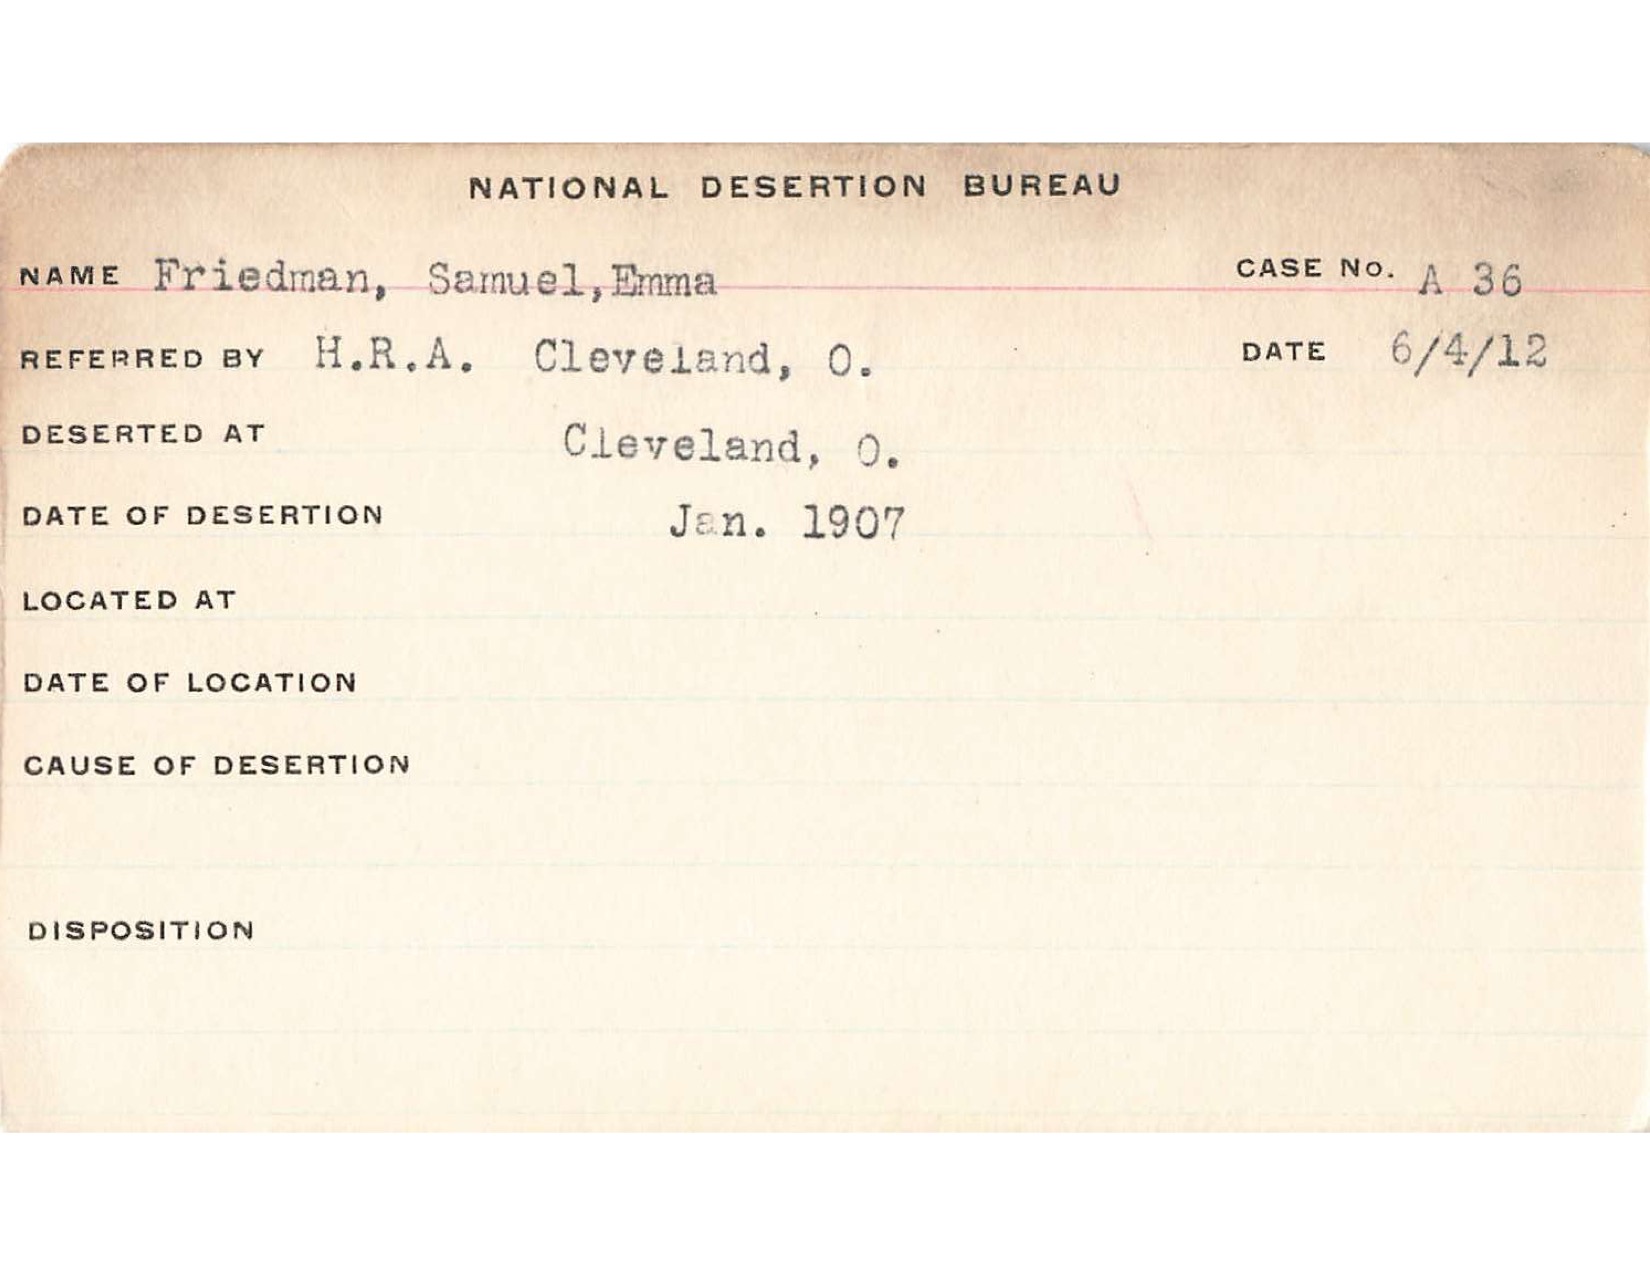 NATIONAL DESERTION BUREAU
NAME Friedman, Samuel,Emma CASE No. A 36
REFERRED BY H.R.A. Cleveland, O. DATE 6/4/12
DESERTED AT Cleveland, O.
DATE OF DESERTION Jan. 1907
LOCATED AT
DATE OF LOCATION
CAUSE OF DESERTION
DISPOSITION